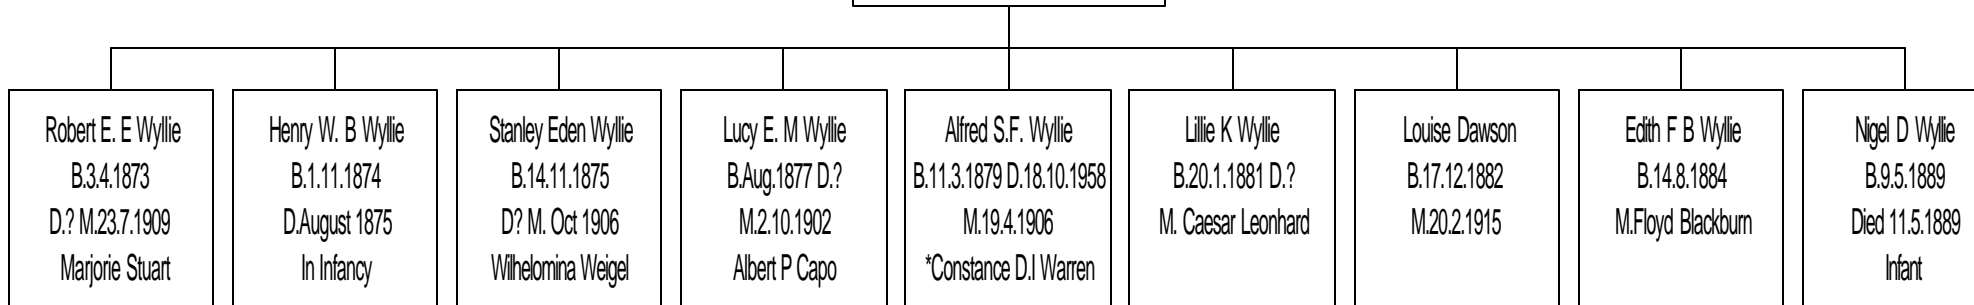 Robert E. E Wyllie
B.3.4.1873
D.? M.23.7.1909
Marjorie Stuart
Henry W. B Wyllie
B.1.11.1874
D.August 1875
In Infancy
Stanley Eden Wyllie
B.14.11.1875
D? M. Oct 1906
Wilhelomina Weigel
Lucy E. M Wyllie
B.Aug.1877 D.?
M.2.10.1902
Albert P Capo
Alfred S.F. Wyllie
B.11.3.1879 D.18.10.1958
M.19.4.1906
*Constance D.I Warren
Lillie K Wyllie
B.20.1.1881 D.?
M. Caesar Leonhard
Louise Dawson
B.17.12.1882
M.20.2.1915
Edith F B Wyllie
B.14.8.1884
M.Floyd Blackburn
Nigel D Wyllie
B.9.5.1889
Died 11.5.1889
Infant